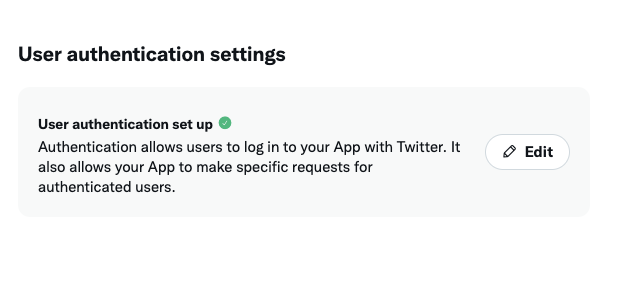 User authentication settings
User authentication set up
Authentication allows users to log in to your App with Twitter. It
also allows your App to make specific requests for
authenticated users.
Edit